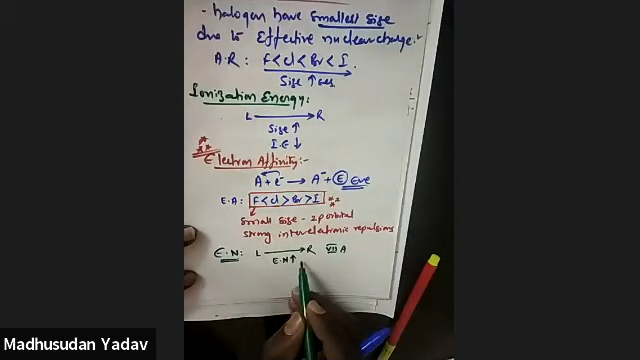 - halogen have smallest size
due to Effective nuclear charge.
A.R: F < Cl < Br < I.
Size ↑ ses
Ionization Energy:
L → R
Size ↑
I.E ↓
Electron Affinity:-
A + e⁻ → A⁻ + E eve
E.A: F < Cl > Br > I
small size - 2p orbital
strong interelectronic repulsions
E.N: L → R VII A
E.N ↑
Madhusudan Yadav